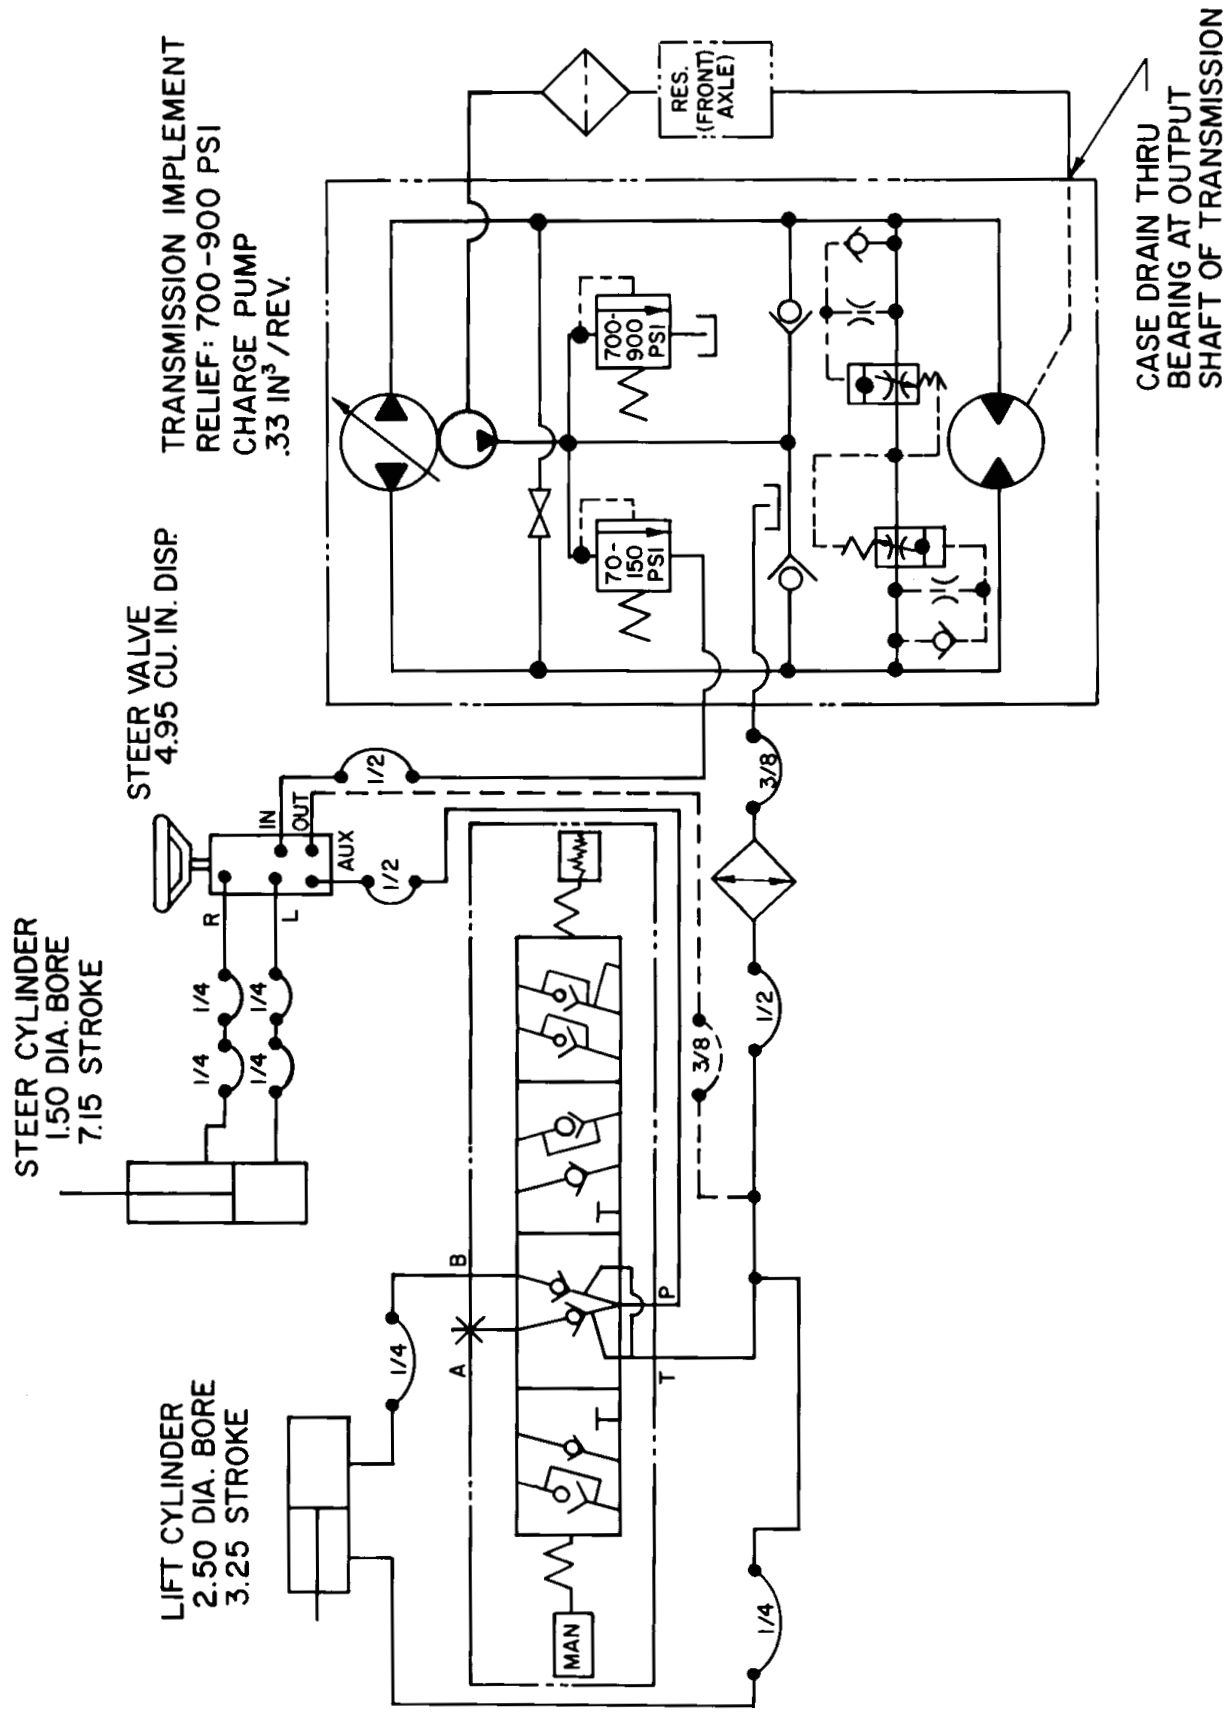 LIFT CYLINDER
2.50 DIA. BORE
3.25 STROKE
STEER CYLINDER
1.50 DIA. BORE
7.15 STROKE
STEER VALVE
4.95 CU. IN. DISP.
TRANSMISSION IMPLEMENT
RELIEF: 700-900 PSI
CHARGE PUMP
.33 IN³/REV.
R
L
IN
OUT
AUX
1/4
1/4
1/4
1/4
1/2
1/2
1/4
A
B
T
P
MAN
T
T
3/8
1/2
3/8
1/4
70-
150
PSI
700-
900
PSI
RES.
(FRONT)
AXLE)
CASE DRAIN THRU
BEARING AT OUTPUT
SHAFT OF TRANSMISSION